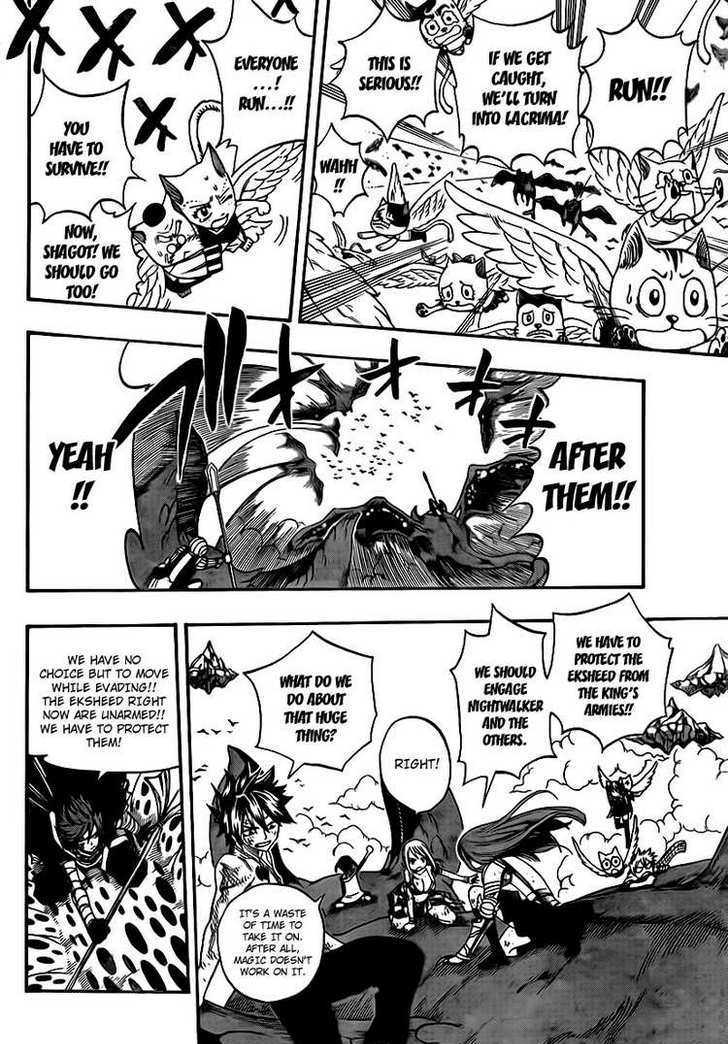 RUN!!
IF WE GET
CAUGHT,
WE'LL TURN
INTO LACRIMA!
THIS IS
SERIOUS!!
WAHH
!!
EVERYONE
...!
RUN...!!
YOU
HAVE TO
SURVIVE!!
NOW,
SHAGOT! WE
SHOULD GO
TOO!
AFTER
THEM!!
YEAH
!!
WE HAVE TO
PROTECT THE
EKSHEED FROM
THE KING'S
ARMIES!!
WE SHOULD
ENGAGE
NIGHTWALKER
AND THE
OTHERS.
RIGHT!
WHAT DO WE
DO ABOUT
THAT HUGE
THING?
IT'S A WASTE
OF TIME TO
TAKE IT ON.
AFTER ALL,
MAGIC DOESN'T
WORK ON IT.
WE HAVE NO
CHOICE BUT TO MOVE
WHILE EVADING!!
THE EKSHEED RIGHT
NOW ARE UNARMED!!
WE HAVE TO PROTECT
THEM!